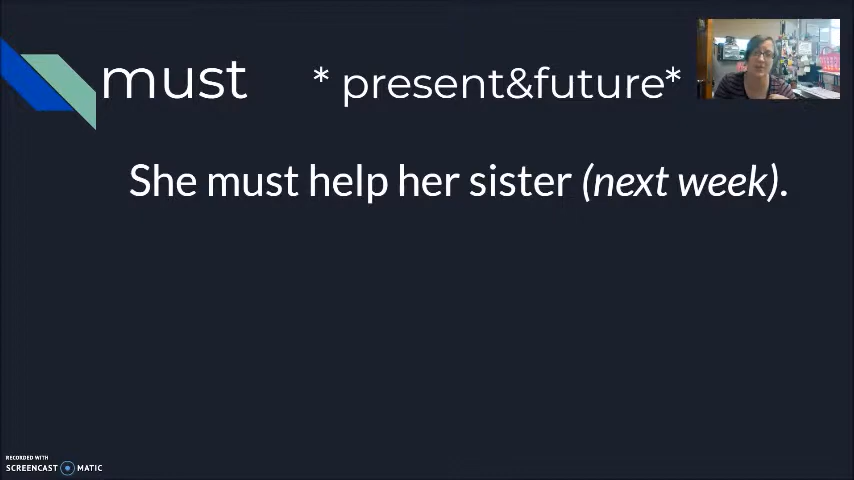 must * present&future*
She must help her sister (next week).
RECORDED WITH
SCREENCAST MATIC